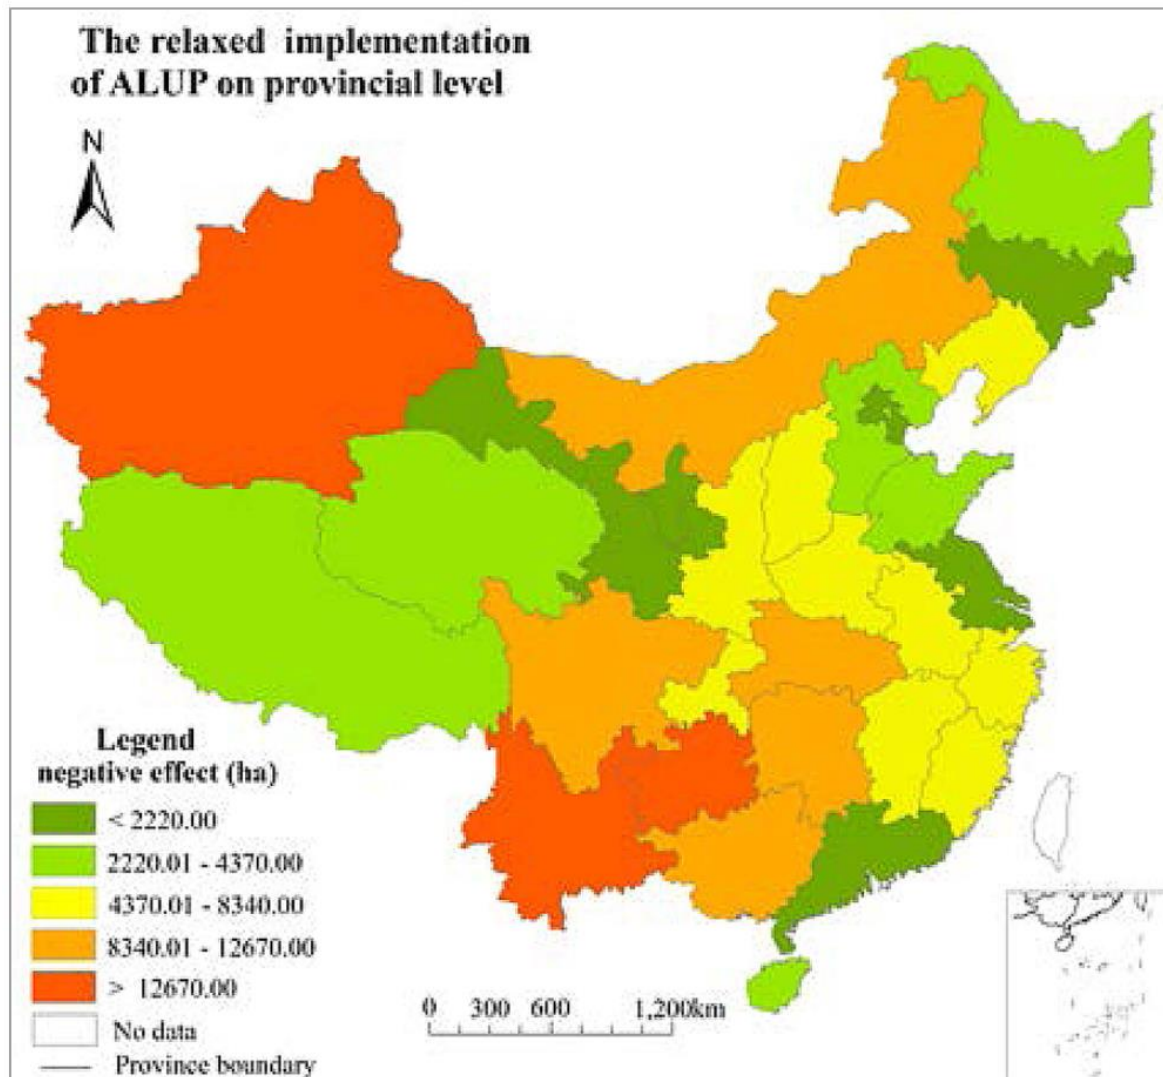 The relaxed implementation
of ALUP on provincial level
N
Legend
negative effect (ha)
< 2220.00
2220.01 - 4370.00
4370.01 - 8340.00
8340.01 - 12670.00
> 12670.00
No data
Province boundary
0 300 600 1,200km